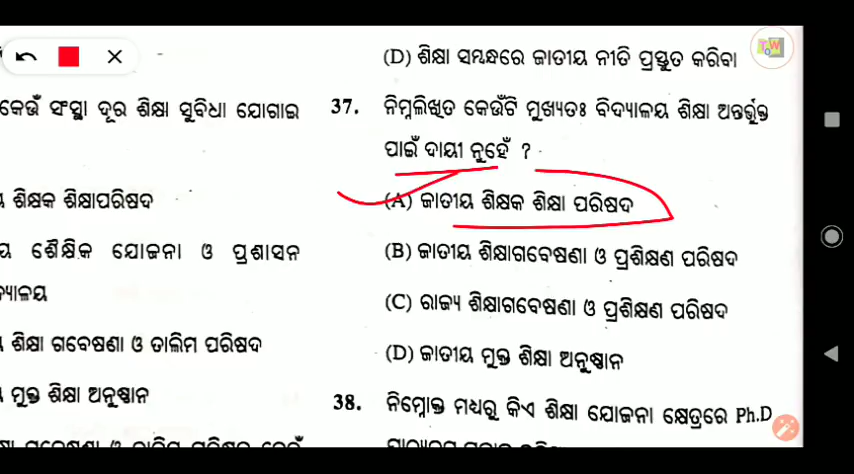 (D) ଶିକ୍ଷା ସମ୍ବନ୍ଧରେ ଜାତୀୟ ନୀତି ପ୍ରସ୍ତୁତ କରିବା
କେଉଁ ସଂସ୍ଥା ଦୂର ଶିକ୍ଷା ସୁବିଧା ଯୋଗାଇ
ଶିକ୍ଷକ ଶିକ୍ଷାପରିଷଦ
ଶୈକ୍ଷିକ ଯୋଜନା ଓ ପ୍ରଶାସନ
ଶିକ୍ଷା ଗବେଷଣା ଓ ତାଲିମ ପରିଷଦ
ମୁକ୍ତ ଶିକ୍ଷା ଅନୁଷ୍ଠାନ
37. ନିମ୍ନଲିଖିତ କେଉଁଟି ମୁଖ୍ୟତଃ ବିଦ୍ୟାଳୟ ଶିକ୍ଷା ଅନ୍ତର୍ଭୁକ୍ତ
ପାଇଁ ଦାୟୀ ନୁହେଁ ?
(A) ଜାତୀୟ ଶିକ୍ଷକ ଶିକ୍ଷା ପରିଷଦ
(B) ଜାତୀୟ ଶିକ୍ଷାଗବେଷଣା ଓ ପ୍ରଶିକ୍ଷଣ ପରିଷଦ
(C) ରାଜ୍ୟ ଶିକ୍ଷାଗବେଷଣା ଓ ପ୍ରଶିକ୍ଷଣ ପରିଷଦ
(D) ଜାତୀୟ ମୁକ୍ତ ଶିକ୍ଷା ଅନୁଷ୍ଠାନ
38. ନିମ୍ନୋକ୍ତ ମଧ୍ୟରୁ କିଏ ଶିକ୍ଷା ଯୋଜନା କ୍ଷେତ୍ରରେ Ph.D